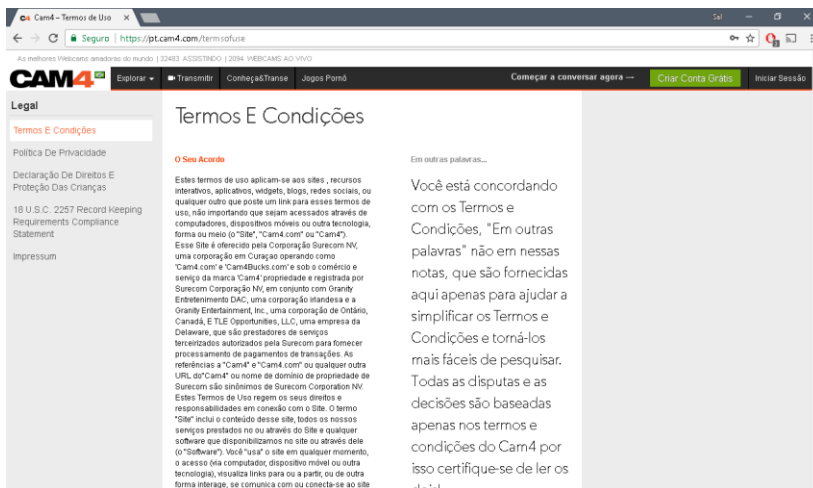 Cam4 – Termos de Uso
Sal
Seguro | https://pt.cam4.com/termsofuse
As melhores Webcams amadoras do mundo | 32483 ASSISTINDO | 2094 WEBCAMS AO VIVO
CAM4 Explorar Transmitir Conheça&Transe Jogos Pornô Começar a conversar agora → Criar Conta Grátis Iniciar Sessão
Legal
Termos E Condições
Política De Privacidade
Declaração De Direitos E
Proteção Das Crianças
18 U.S.C. 2257 Record Keeping
Requirements Compliance
Statement
Impressum
Termos E Condições
O Seu Acordo
Estes termos de uso aplicam-se aos sites , recursos
interativos, aplicativos, widgets, blogs, redes sociais, ou
qualquer outro que poste um link para esses termos de
uso, não importando que sejam acessados através de
computadores, dispositivos móveis ou outra tecnologia,
forma ou meio (o "Site", "Cam4.com" ou "Cam4").
Esse Site é oferecido pela Corporação Surecom NV,
uma corporação em Curaçao operando como
'Cam4.com' e 'Cam4Bucks.com' e sob o comércio e
serviço da marca 'Cam4' propriedade e registrada por
Surecom Corporação NV, em conjunto com Granity
Entretenimento DAC, uma corporação irlandesa e a
Granity Entertainment, Inc., uma corporação de Ontário,
Canadá, E TLE Opportunities, LLC, uma empresa da
Delaware, que são prestadores de serviços
terceirizados autorizados pela Surecom para fornecer
processamento de pagamentos de transações. As
referências a "Cam4" e "Cam4.com" ou qualquer outra
URL do"Cam4" ou nome de domínio de propriedade de
Surecom são sinônimos de Surecom Corporation NV.
Estes Termos de Uso regem os seus direitos e
responsabilidades em conexão com o Site. O termo
"Site" inclui o conteúdo desse site, todos os nossos
serviços prestados no ou através do Site e qualquer
software que disponibilizamos no site ou através dele
(o "Software"). Você "usa" o site em qualquer momento,
o acesso (via computador, dispositivo móvel ou outra
tecnologia), visualiza links para ou a partir, ou de outra
forma interage, se comunica com ou conecta-se ao site
Em outras palavras...
Você está concordando
com os Termos e
Condições, "Em outras
palavras" não em nessas
notas, que são fornecidas
aqui apenas para ajudar a
simplificar os Termos e
Condições e torná-los
mais fáceis de pesquisar.
Todas as disputas e as
decisões são baseadas
apenas nos termos e
condições do Cam4 por
isso certifique-se de ler os